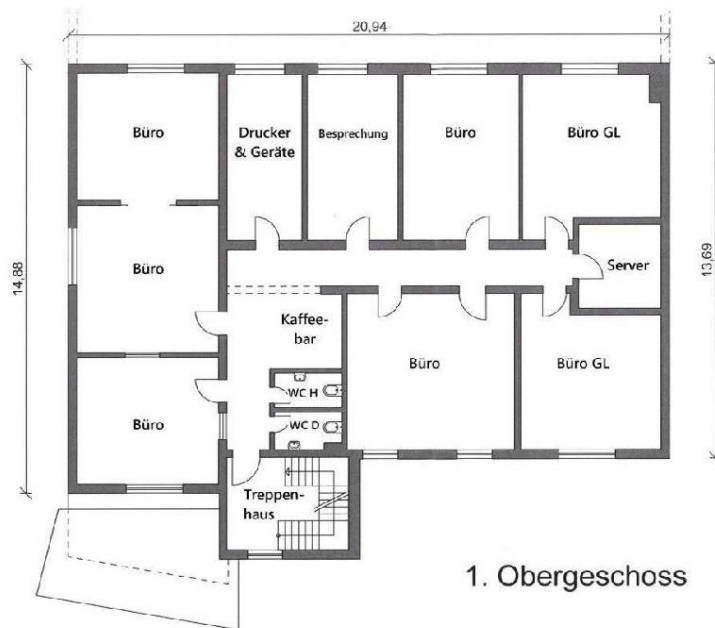 20,94
Büro
Drucker
& Geräte
Besprechung
Büro
Büro GL
14,88
13,69
Büro
Server
Kaffee-
bar
Büro
Büro GL
WC H
Büro
WC D
Treppen-
haus
1. Obergeschoss